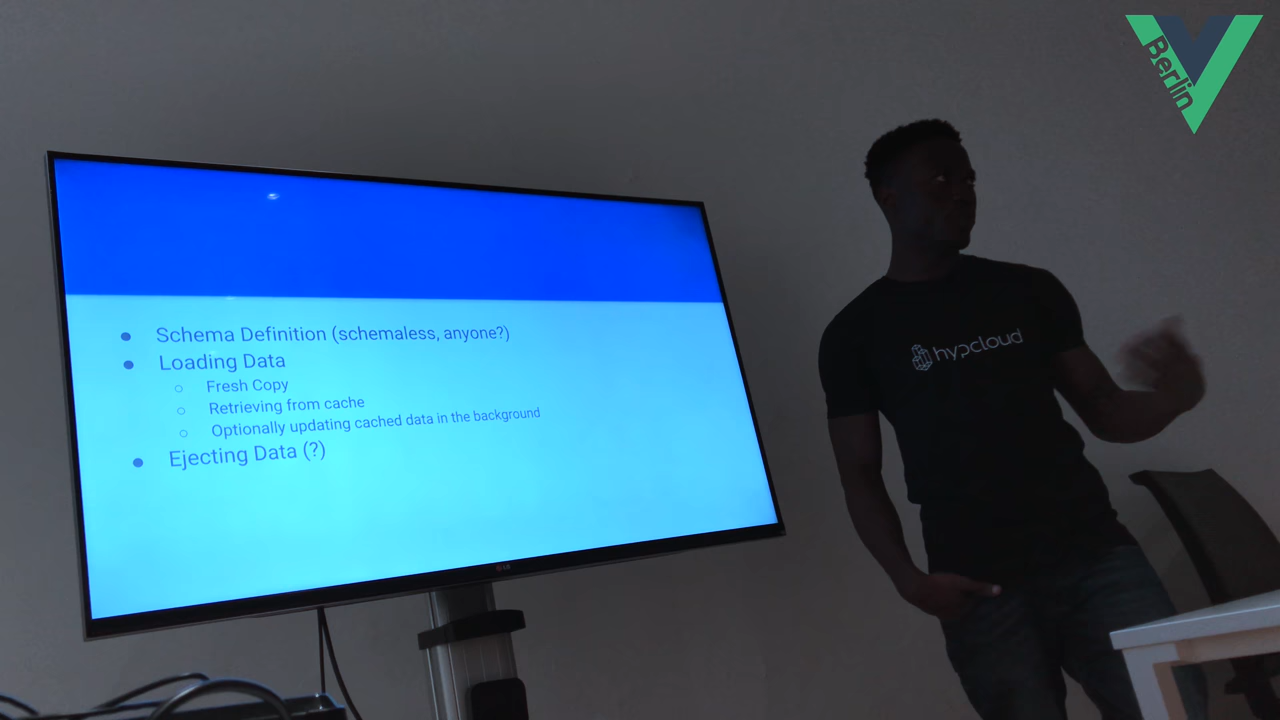 Berlin
Schema Definition (schemaless, anyone?)
Loading Data
Fresh Copy
Retrieving from cache
Optionally updating cached data in the background
Ejecting Data (?)
hypcloud
LG